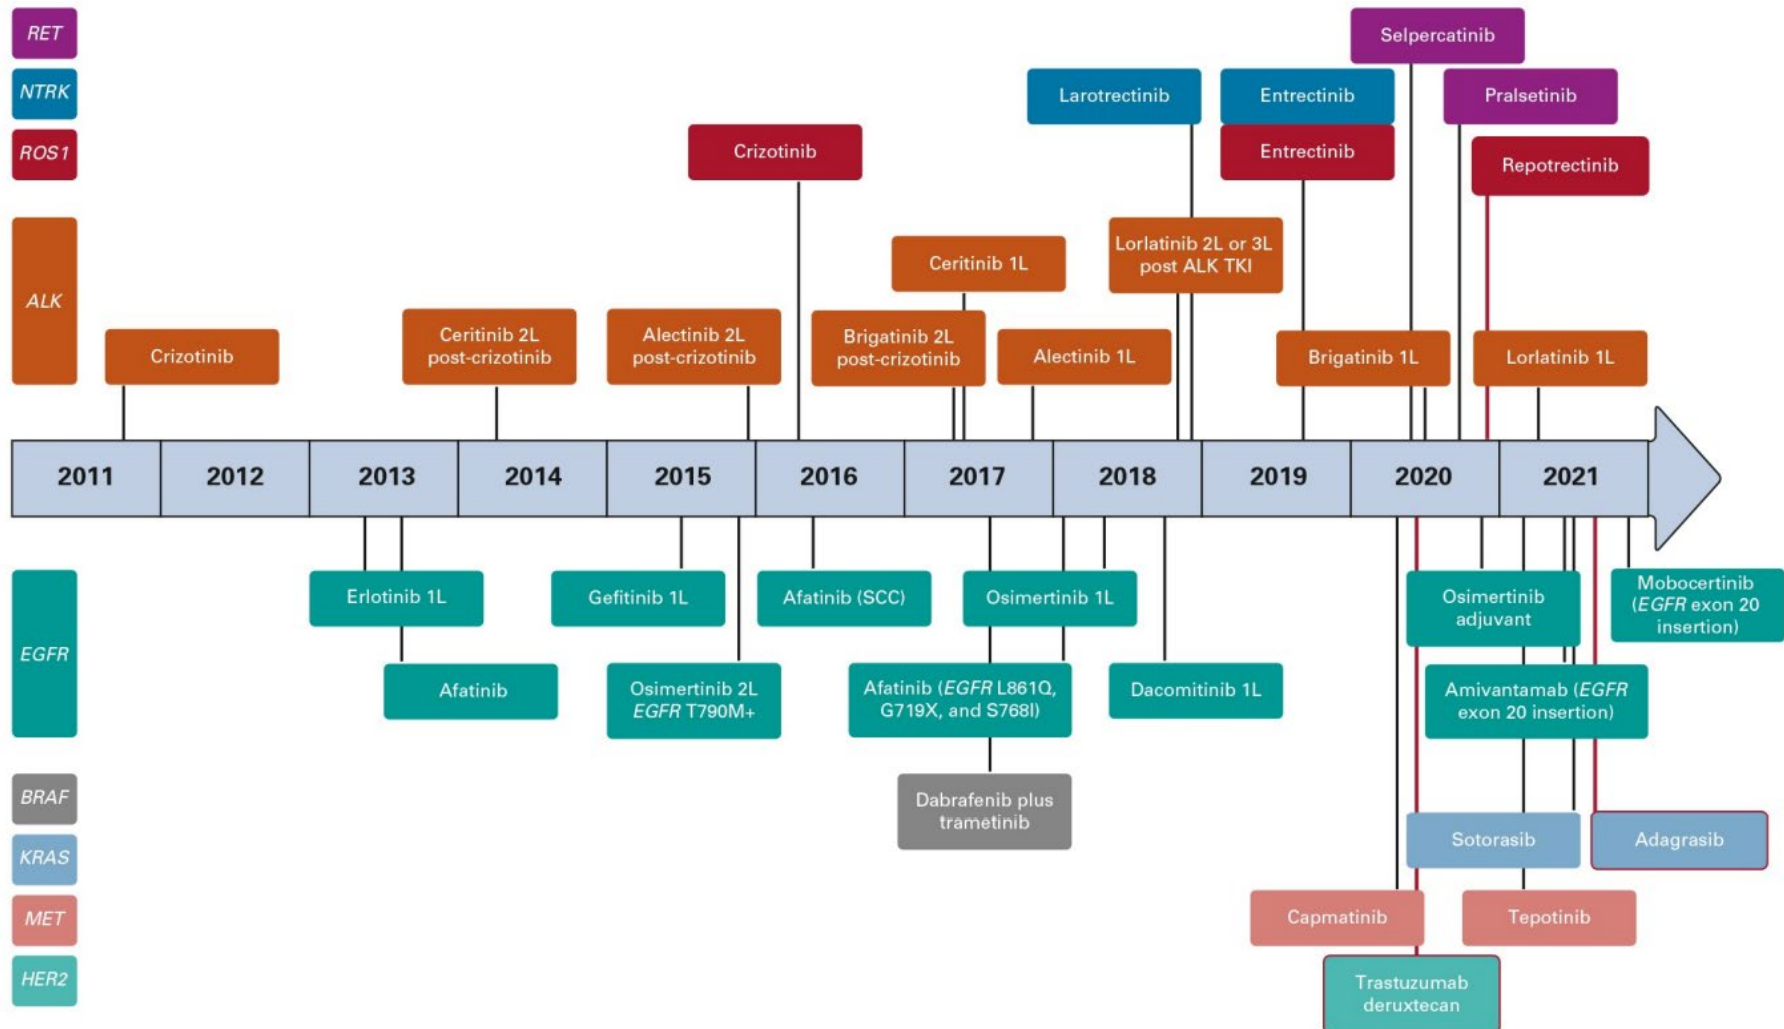 RET
Selpercatinib
NTRK
Larotrectinib
Entrectinib
Pralsetinib
ROS1
Crizotinib
Entrectinib
Repotrectinib
ALK
Ceritinib 1L
Lorlatinib 2L or 3L
post ALK TKI
Crizotinib
Ceritinib 2L
post-crizotinib
Alectinib 2L
post-crizotinib
Brigatinib 2L
post-crizotinib
Alectinib 1L
Brigatinib 1L
Lorlatinib 1L
2011
2012
2013
2014
2015
2016
2017
2018
2019
2020
2021
EGFR
Erlotinib 1L
Gefitinib 1L
Afatinib (SCC)
Osimertinib 1L
Osimertinib
adjuvant
Mobocertinib
(EGFR exon 20
insertion)
Afatinib
Osimertinib 2L
EGFR T790M+
Afatinib (EGFR L861Q,
G719X, and S768I)
Dacomitinib 1L
Amivantamab (EGFR
exon 20 insertion)
BRAF
Dabrafenib plus
trametinib
KRAS
Sotorasib
Adagrasib
MET
Capmatinib
Tepotinib
HER2
Trastuzumab
deruxtecan